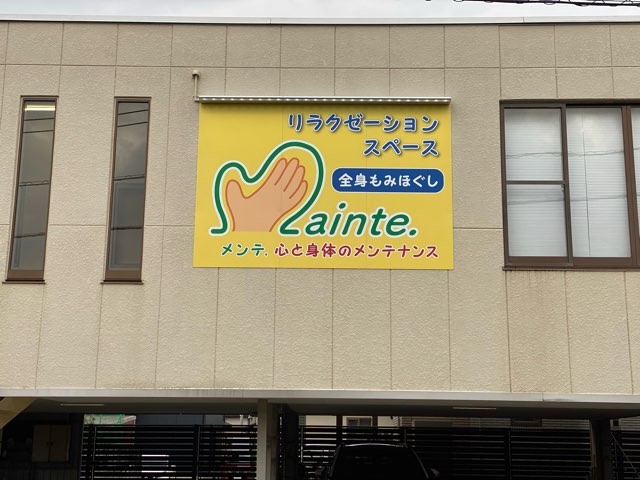 リラクゼーション
スペース
全身もみほぐし
Mainte.
メンテ. 心と身体のメンテナンス